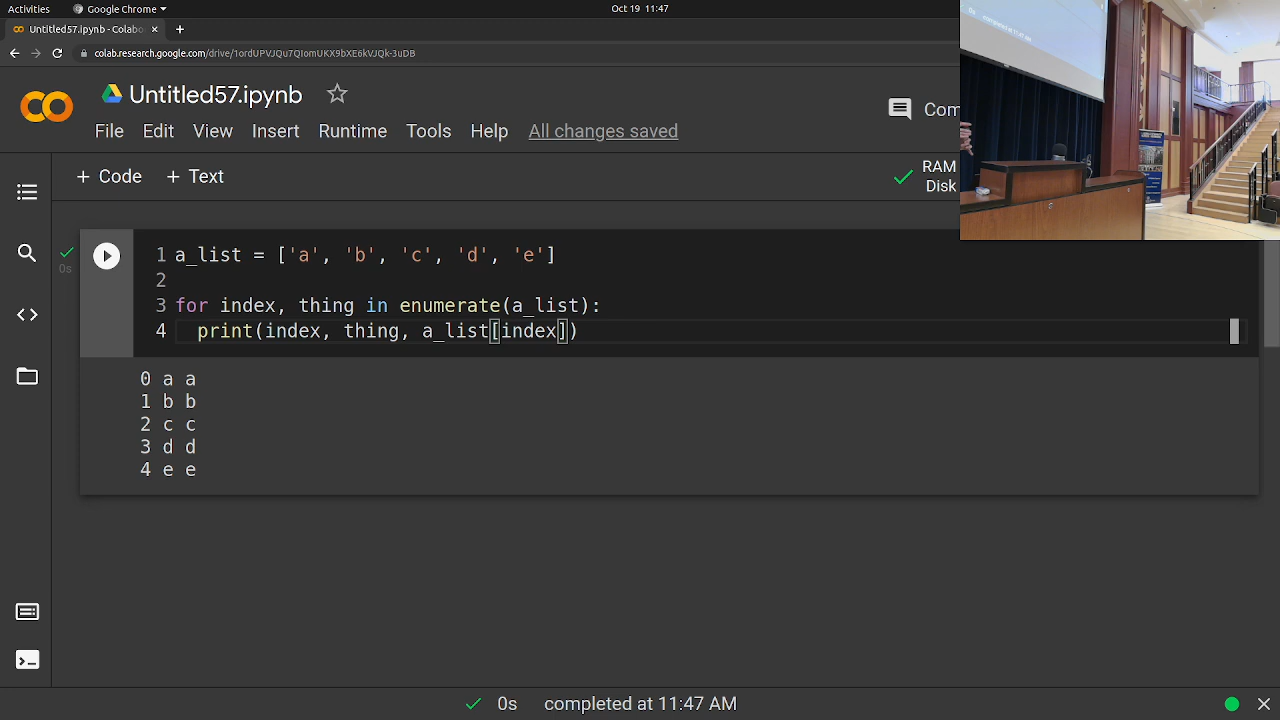 Activities
Google Chrome
Oct 19 11:47
Untitled57.ipynb - Colabo
colab.research.google.com/drive/1ordUPVJQu7QIomUKX9bXE6kVJQk-3uDB
Untitled57.ipynb
File Edit View Insert Runtime Tools Help All changes saved
Com
+ Code + Text
RAM
Disk
0s
1 a_list = ['a', 'b', 'c', 'd', 'e']
2
3 for index, thing in enumerate(a_list):
4 print(index, thing, a_list[index])
0 a a
1 b b
2 c c
3 d d
4 e e
0s completed at 11:47 AM